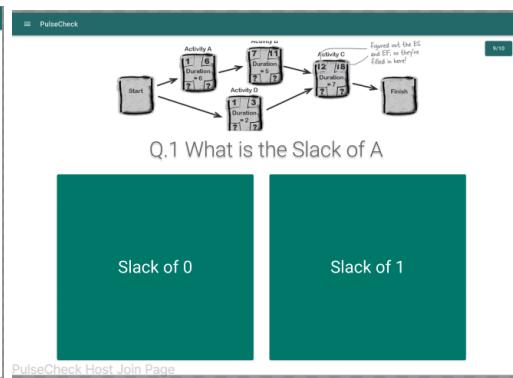 PulseCheck
9/10
Activity A
Activity B
Activity C
Figured out the ES
and EF, so they're
filled in here!
1 6
Duration
= 6
? ?
7 11
Duration
= 5
? ?
12 18
Duration
= 7
? ?
Start
Finish
Activity D
1 3
Duration
= 2
? ?
Q.1 What is the Slack of A
Slack of 0
Slack of 1
PulseCheck Host Join Page